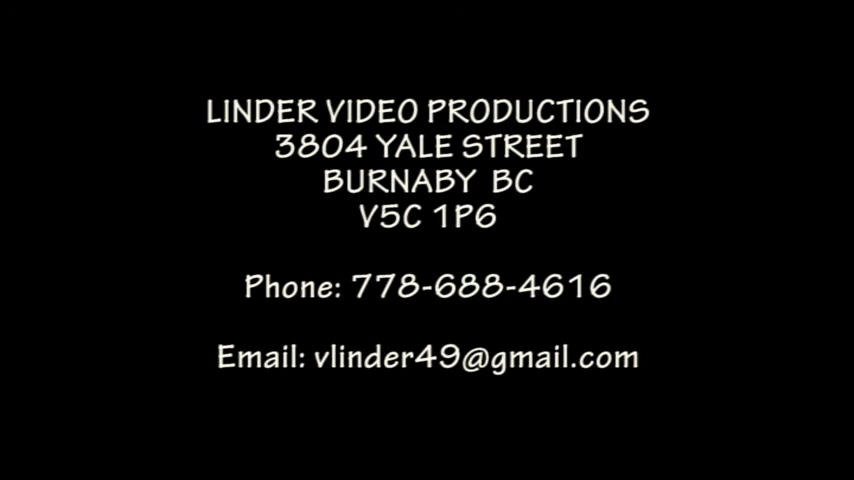 LINDER VIDEO PRODUCTIONS
3804 YALE STREET
BURNABY BC
V5C 1P6
Phone: 778-688-4616
Email: vlinder49@gmail.com